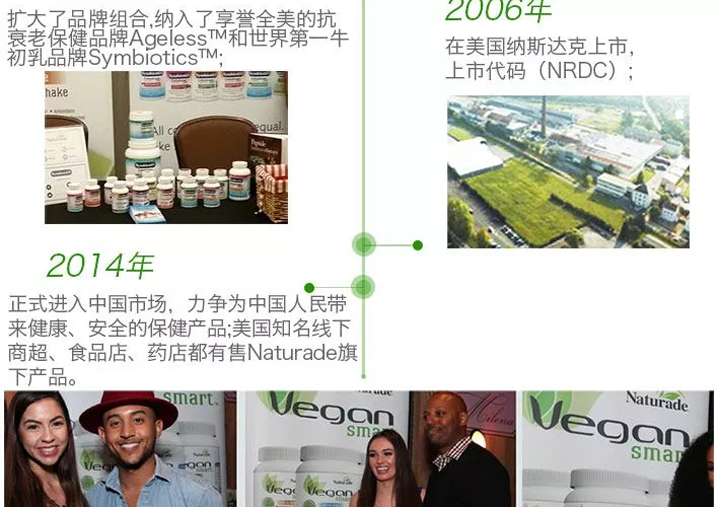 扩大了品牌组合,纳入了享誉全美的抗
衰老保健品牌Ageless™和世界第一牛
初乳品牌Symbiotics™;
2006年
在美国纳斯达克上市,
上市代码（NRDC）;
hake
equal.
2014年
正式进入中国市场，力争为中国人民带
来健康、安全的保健产品;美国知名线下
商超、食品店、药店都有售Naturade旗
下产品。
smart™
Vegan
smart
Naturade
Vegan
smart